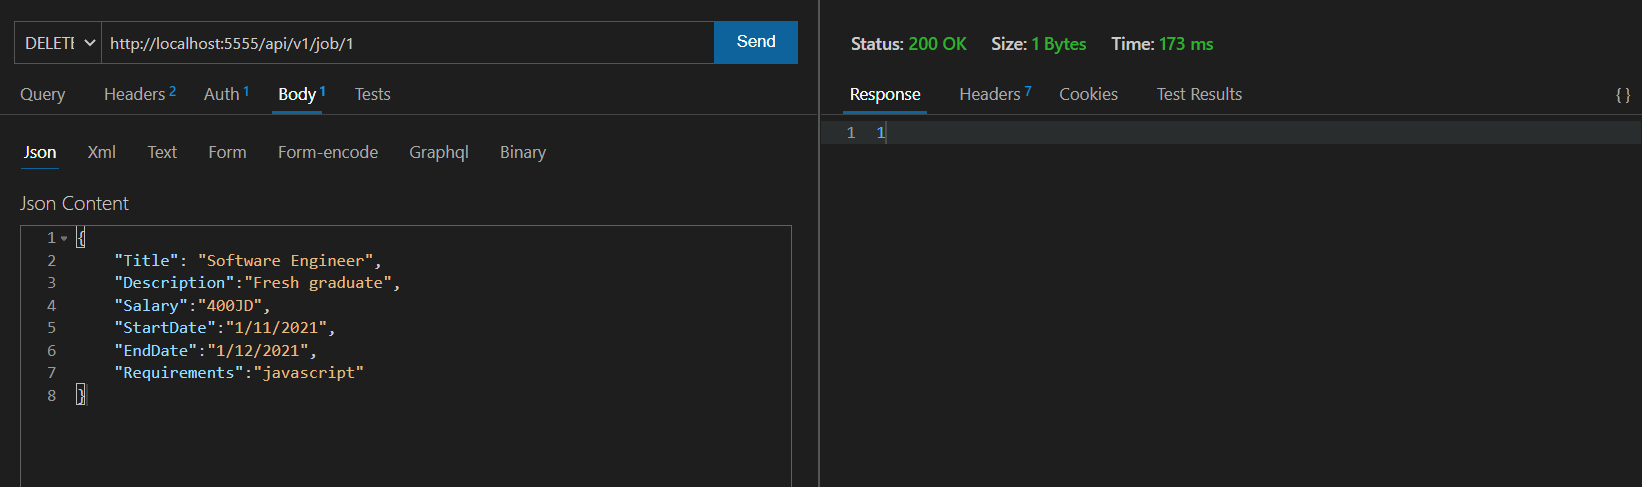 DELETE http://localhost:5555/api/v1/job/1 Send
Query Headers 2 Auth 1 Body 1 Tests
Json Xml Text Form Form-encode Graphql Binary
Json Content
1 {
2 "Title": "Software Engineer",
3 "Description":"Fresh graduate",
4 "Salary":"400JD",
5 "StartDate":"1/11/2021",
6 "EndDate":"1/12/2021",
7 "Requirements":"javascript"
8 }
Status: 200 OK Size: 1 Bytes Time: 173 ms
Response Headers 7 Cookies Test Results { }
1 1